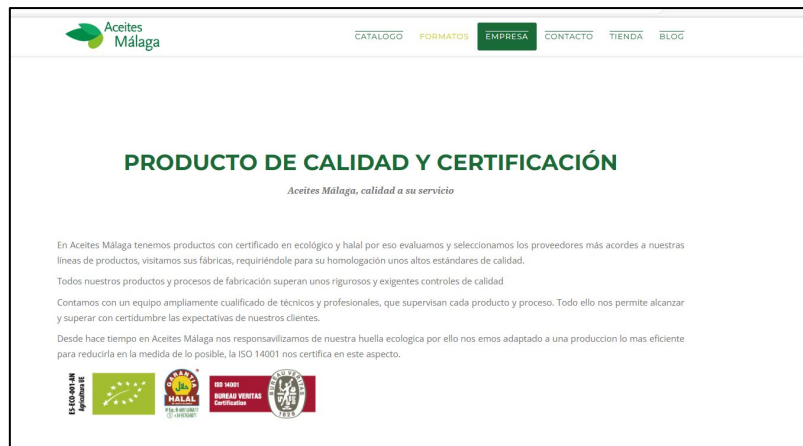 Aceites
Málaga
CATALOGO FORMATOS EMPRESA CONTACTO TIENDA BLOG
PRODUCTO DE CALIDAD Y CERTIFICACIÓN
Aceites Málaga, calidad a su servicio
En Aceites Málaga tenemos productos con certificado en ecológico y halal por eso evaluamos y seleccionamos los proveedores más acordes a nuestras
líneas de productos, visitamos sus fábricas, requiriéndole para su homologación unos altos estándares de calidad.
Todos nuestros productos y procesos de fabricación superan unos rigurosos y exigentes controles de calidad
Contamos con un equipo ampliamente cualificado de técnicos y profesionales, que supervisan cada producto y proceso. Todo ello nos permite alcanzar
y superar con certidumbre las expectativas de nuestros clientes.
Desde hace tiempo en Aceites Málaga nos responsavilizamos de nuestra huella ecologica por ello nos emos adaptado a una produccion lo mas eficiente
para reducirla en la medida de lo posible, la ISO 14001 nos certifica en este aspecto.
ES-ECO-001-AN
Agricultura UE
GARANTIA
HALAL
ISO 14001
BUREAU VERITAS
Certification
BUREAU VERITAS
1828